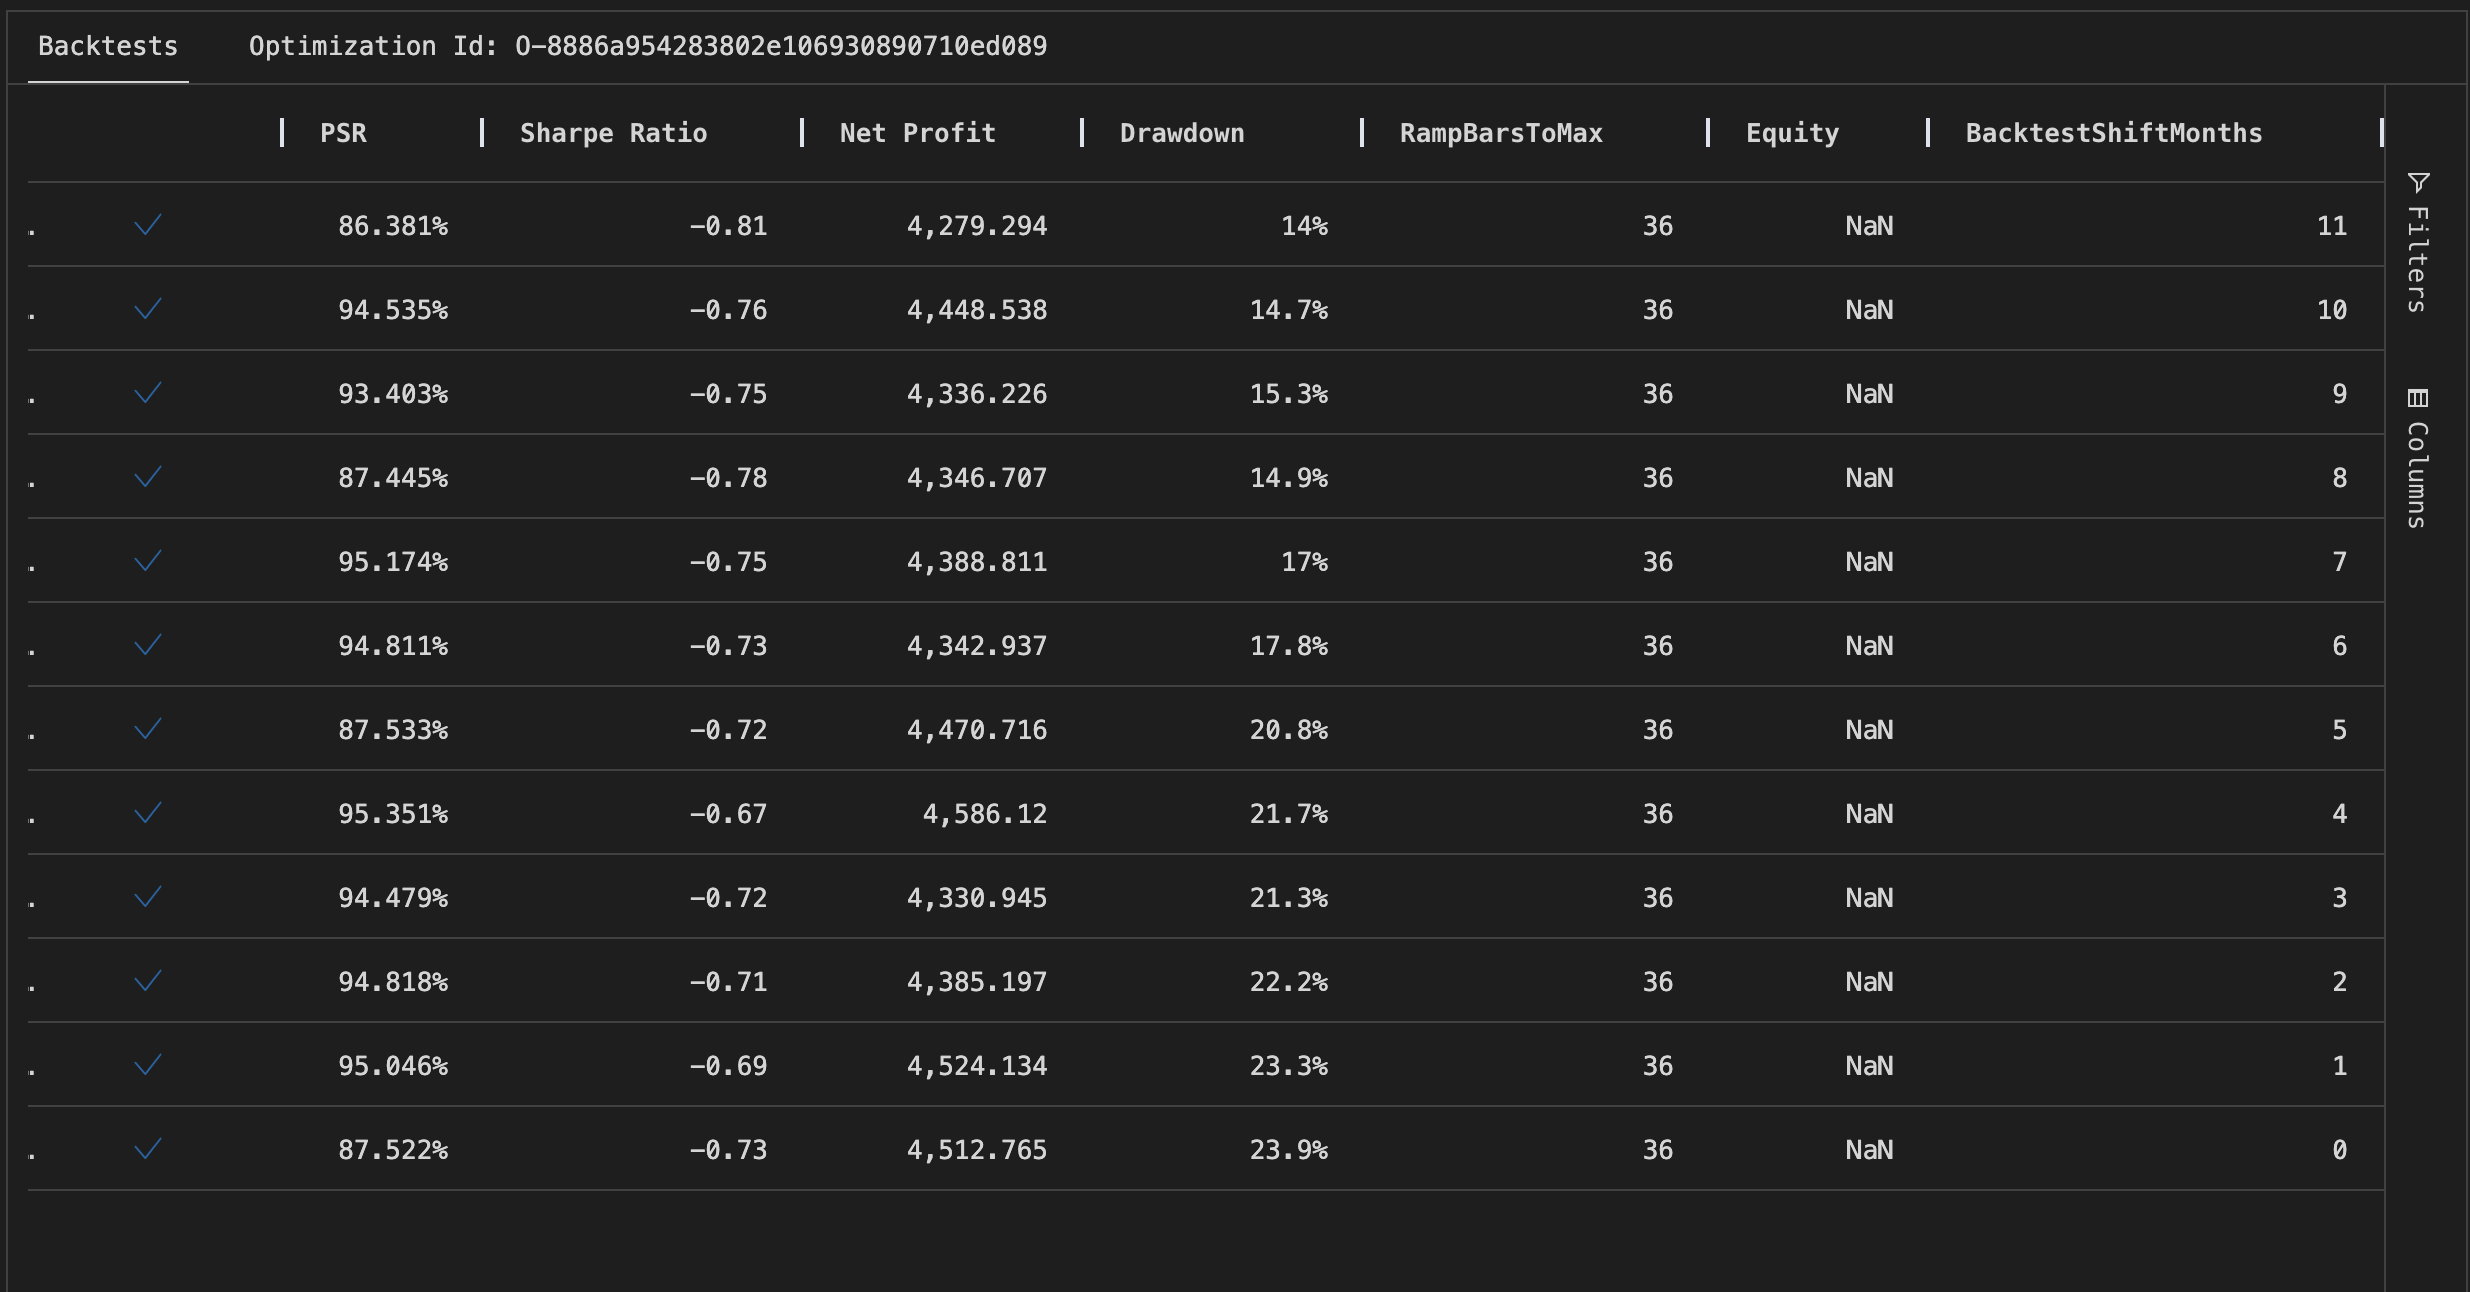 Backtests Optimization Id: O-8886a954283802e106930890710ed089
PSR Sharpe Ratio Net Profit Drawdown RampBarsToMax Equity BacktestShiftMonths
. 86.381% -0.81 4,279.294 14% 36 NaN 11
. 94.535% -0.76 4,448.538 14.7% 36 NaN 10
. 93.403% -0.75 4,336.226 15.3% 36 NaN 9
. 87.445% -0.78 4,346.707 14.9% 36 NaN 8
. 95.174% -0.75 4,388.811 17% 36 NaN 7
. 94.811% -0.73 4,342.937 17.8% 36 NaN 6
. 87.533% -0.72 4,470.716 20.8% 36 NaN 5
. 95.351% -0.67 4,586.12 21.7% 36 NaN 4
. 94.479% -0.72 4,330.945 21.3% 36 NaN 3
. 94.818% -0.71 4,385.197 22.2% 36 NaN 2
. 95.046% -0.69 4,524.134 23.3% 36 NaN 1
. 87.522% -0.73 4,512.765 23.9% 36 NaN 0
Filters
Columns